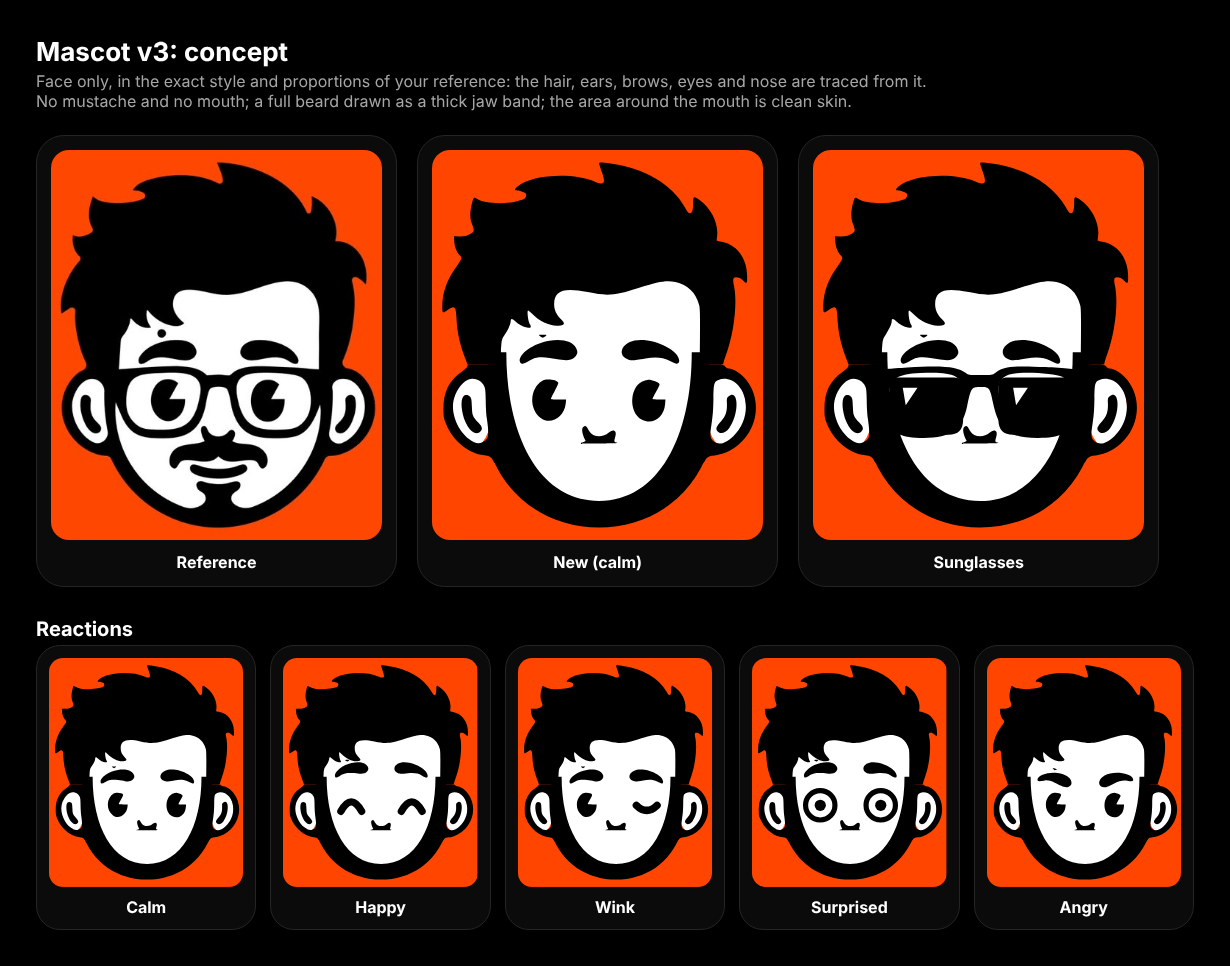 Mascot v3: concept
Face only, in the exact style and proportions of your reference: the hair, ears, brows, eyes and nose are traced from it.
No mustache and no mouth; a full beard drawn as a thick jaw band; the area around the mouth is clean skin.
Reference
New (calm)
Sunglasses
Reactions
Calm
Happy
Wink
Surprised
Angry